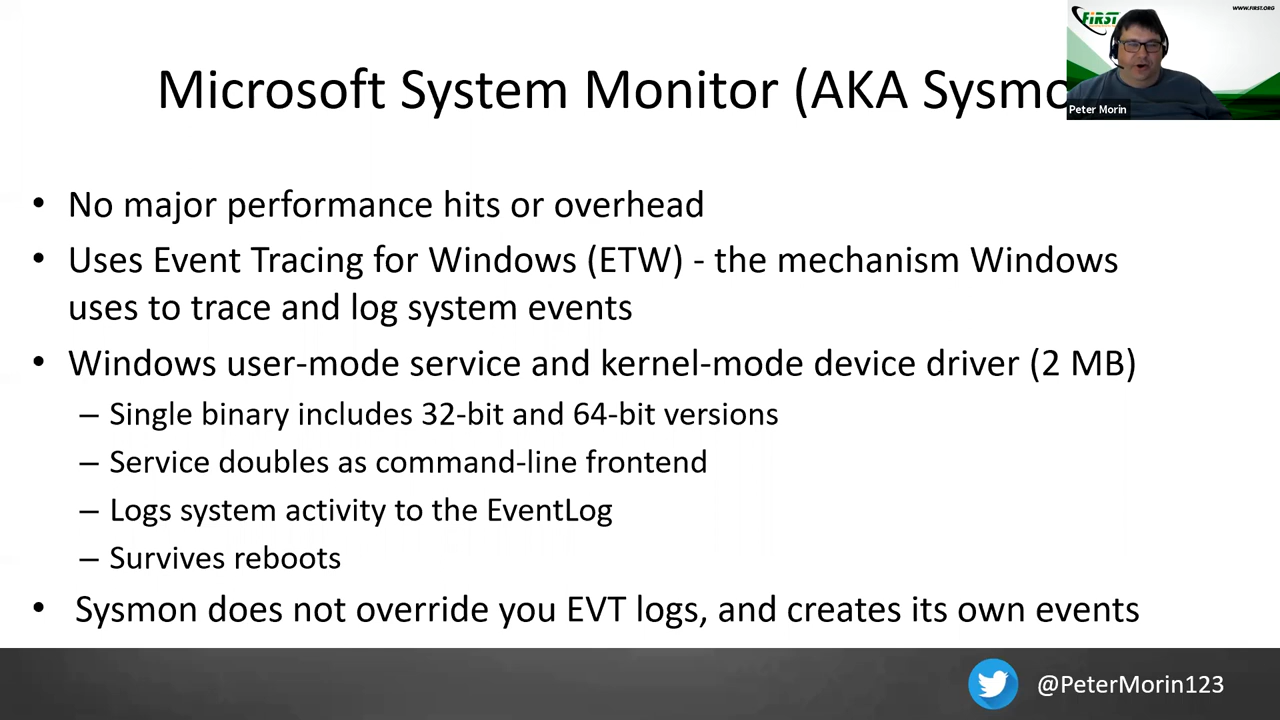 FIRST
WWW.FIRST.ORG
Peter Morin
Microsoft System Monitor (AKA Sysmo
• No major performance hits or overhead
• Uses Event Tracing for Windows (ETW) - the mechanism Windows
uses to trace and log system events
• Windows user-mode service and kernel-mode device driver (2 MB)
– Single binary includes 32-bit and 64-bit versions
– Service doubles as command-line frontend
– Logs system activity to the EventLog
– Survives reboots
• Sysmon does not override you EVT logs, and creates its own events
@PeterMorin123